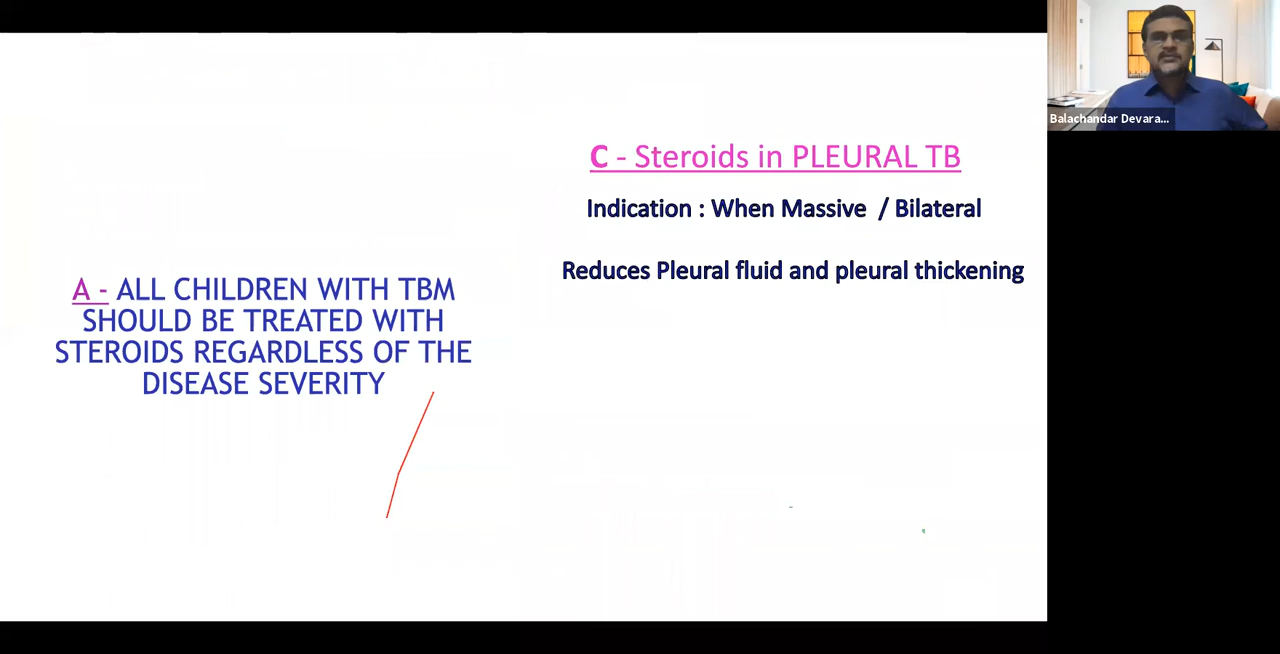 A - ALL CHILDREN WITH TBM
SHOULD BE TREATED WITH
STEROIDS REGARDLESS OF THE
DISEASE SEVERITY
C - Steroids in PLEURAL TB
Indication : When Massive / Bilateral
Reduces Pleural fluid and pleural thickening
Balachandar Devara...